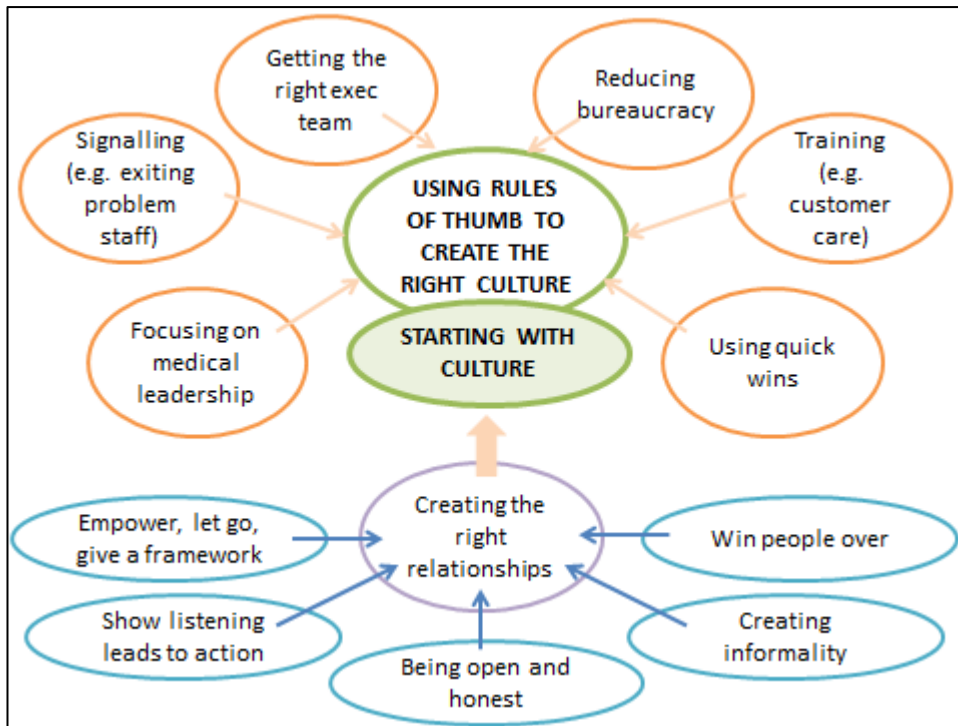 Getting the
right exec
team
Reducing
bureaucracy
Signalling
(e.g. exiting
problem
staff)
USING RULES
OF THUMB TO
CREATE THE
RIGHT CULTURE
Training
(e.g.
customer
care)
Focusing on
medical
leadership
STARTING WITH
CULTURE
Using quick
wins
Creating the
right
relationships
Empower, let go,
give a framework
Win people over
Show listening
leads to action
Being open and
honest
Creating
informality